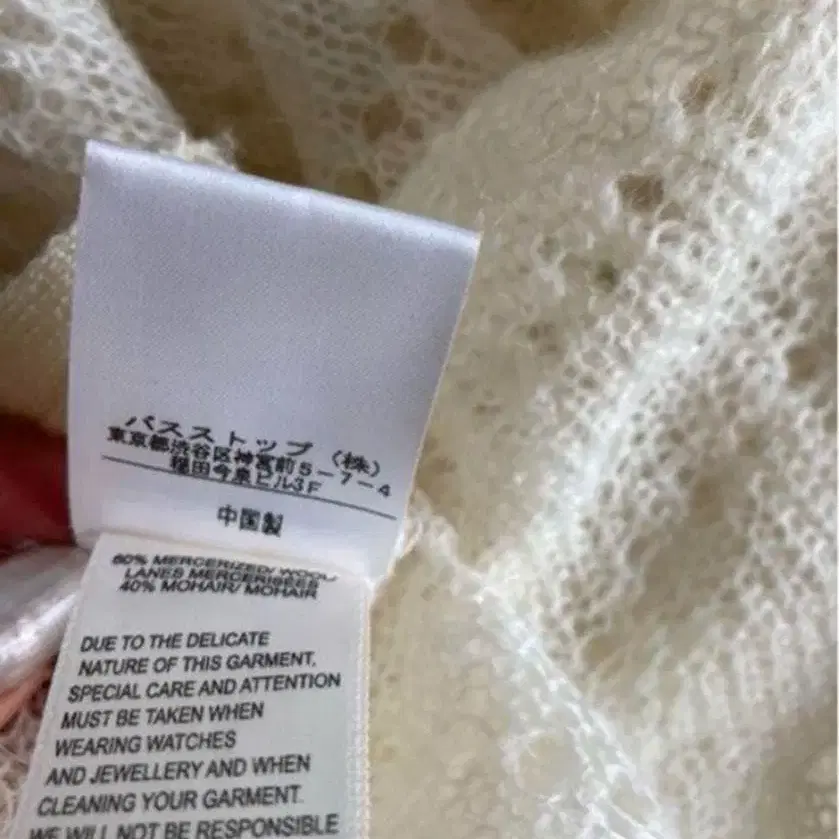 バスストップ（株）
東京都渋谷区神宮前5-7-4
穏田今泉ビル3F
中国製
60% MERCERIZED/ WOOL/
LANES MERCERISEES
40% MOHAIR/ MOHAIR
DUE TO THE DELICATE
NATURE OF THIS GARMENT,
SPECIAL CARE AND ATTENTION
MUST BE TAKEN WHEN
WEARING WATCHES
AND JEWELLERY AND WHEN
CLEANING YOUR GARMENT.
WE WILL NOT BE RESPONSIBLE